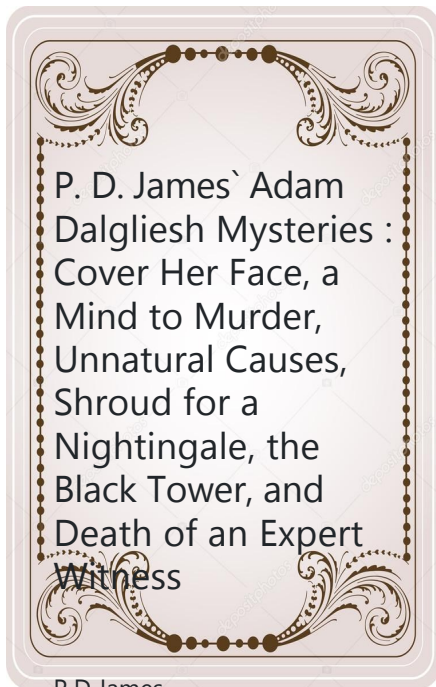 P. D. James` Adam
Dalgliesh Mysteries :
Cover Her Face, a
Mind to Murder,
Unnatural Causes,
Shroud for a
Nightingale, the
Black Tower, and
Death of an Expert
Witness
P.D.James